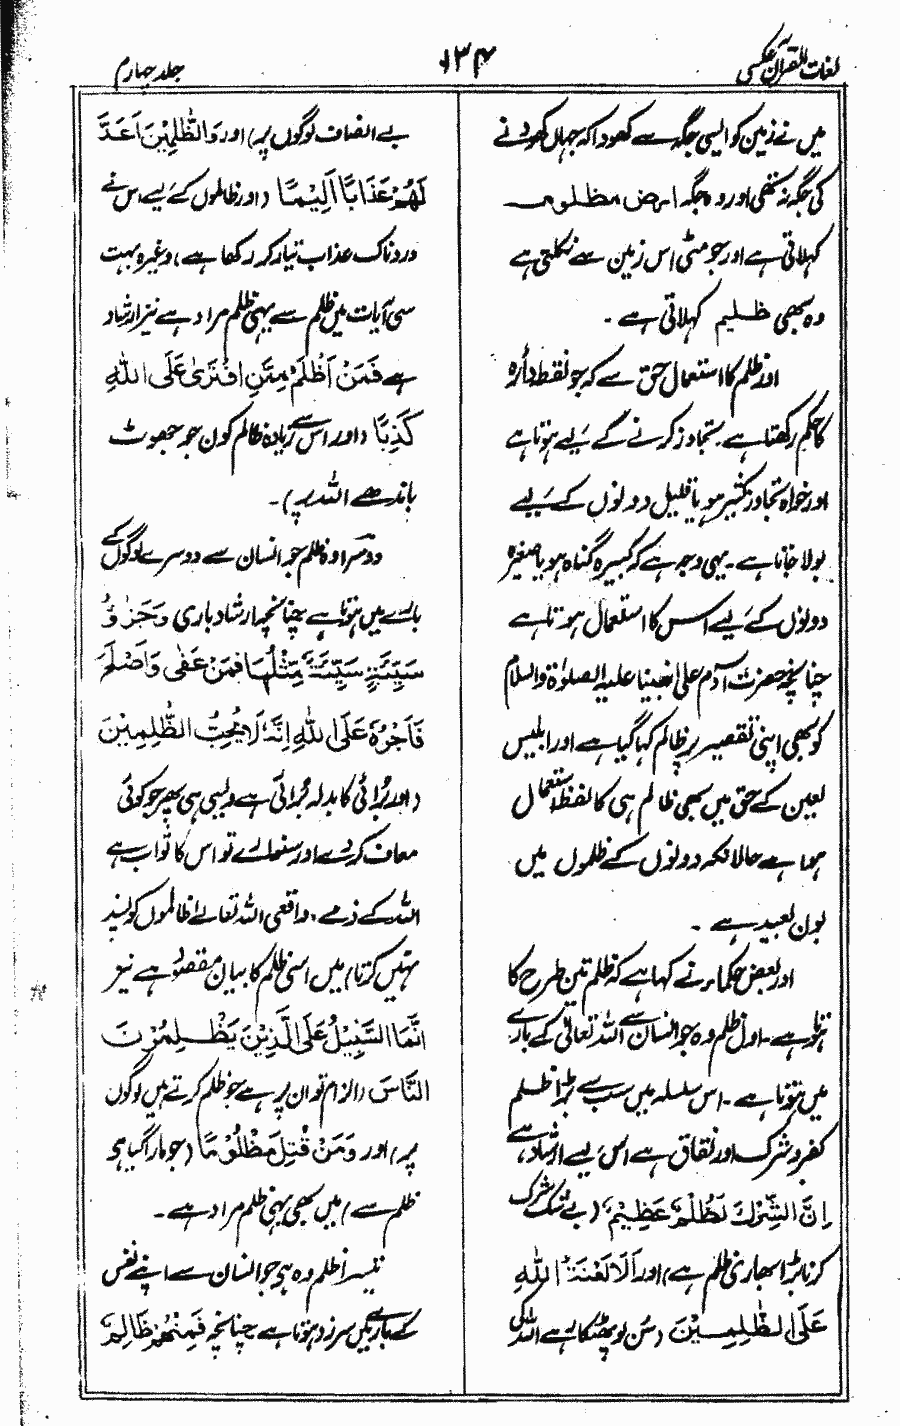 لغات القرآن عکسی
۱۳۴
جلد چہارم
میں نے زمین کو ایسی جگہ سے کھودا کہ جہاں کھودنے
کی جگہ نہ تھی اور وہ جگہ ارض مظلومۃ
کہلاتی ہے اور جو مٹی اس زمین سے نکلتی ہے
وہ بھی ظلیم کہلاتی ہے۔
اور ظلم کا استعمال حق سے کہ جو نقطہ دائرہ
کا حکم رکھتا ہے۔ تجاوز کرنے کے لیے ہوتا ہے
اور خواہ تجاوز کثیر ہو یا قلیل دونوں کے لیے
بولا جاتا ہے۔ یہی وجہ ہے کہ کبیرہ گناہ ہو یا صغیرہ
دونوں کے لیے اس کا استعمال ہوتا ہے
چنانچہ حضرت آدم علیٰ نبینا علیہ الصلوٰۃ والسلام
کو بھی اپنی تقصیر پر ظالم کہا گیا ہے اور ابلیس
لعین کے حق میں بھی ظالم ہی کا لفظ استعمال
ہوا ہے حالانکہ دونوں کے ظلموں میں
بون بعید ہے۔
اور بعض حکماء نے کہا ہے کہ ظلم تین طرح کا
ہوتا ہے۔ اول ظلم وہ جو انسان سے اللہ تعالیٰ کے بارے
میں ہوتا ہے۔ اس سلسلہ میں سب سے بڑا ظلم
کفر و شرک اور نفاق ہے اس لیے ارشاد ہے
اِنَّ الشِّرْكَ لَظُلْمٌ عَظِيْمٌ (بے شک شرک
کرنا بڑا بھاری ظلم ہے) اور اَلَا لَعْنَةُ اللّٰهِ
عَلَى الظّٰلِمِيْنَ (سن لو پھٹکار ہے اللہ کی
بے انصاف لوگوں پر) اور وَالظّٰلِمِيْنَ اَعَدَّ
لَهُمْ عَذَابًا اَلِيْمًا (اور ظالموں کے لیے اس نے
دردناک عذاب تیار کر رکھا ہے)، وغیرہ بہت
سی آیات میں ظلم سے یہی ظلم مراد ہے نیز ارشاد
ہے فَمَنْ اَظْلَمُ مِمَّنِ افْتَرٰى عَلَى اللّٰهِ
كَذِبًا (اور اس سے زیادہ ظالم کون جو جھوٹ
باندھے اللہ پر)۔
دوسرا وہ ظلم جو انسان سے دوسرے لوگوں کے
بارے میں ہوتا ہے چنانچہ ارشاد باری وَجَزٰؤُ
سَيِّئَةٍ سَيِّئَةٌ مِّثْلُهَا فَمَنْ عَفٰى وَاَصْلَحَ
فَاَجْرُهٗ عَلَى اللّٰهِ اِنَّهٗ لَا يُحِبُّ الظّٰلِمِيْنَ
(اور برائی کا بدلہ برائی ہے ویسی ہی پھر جو کوئی
معاف کر دے اور سنوارے تو اس کا ثواب ہے
اللہ کے ذمے، واقعی اللہ تعالےٰ ظالموں کو پسند
نہیں کرتا) میں اسی ظلم کا بیان مقصود ہے نیز
اِنَّمَا السَّبِيْلُ عَلَى الَّذِيْنَ يَظْلِمُوْنَ
النَّاسَ (الزام تو ان پر ہے جو ظلم کرتے ہیں لوگوں
پر) اور وَمَنْ قُتِلَ مَظْلُوْمًا (جو مارا گیا ہو
ظلم سے) میں بھی یہی ظلم مراد ہے۔
تیسرا ظلم وہ ہے جو انسان سے اپنے نفس
کے بارے میں سرزد ہوتا ہے چنانچہ فَمِنْهُمْ ظَالِمٌ